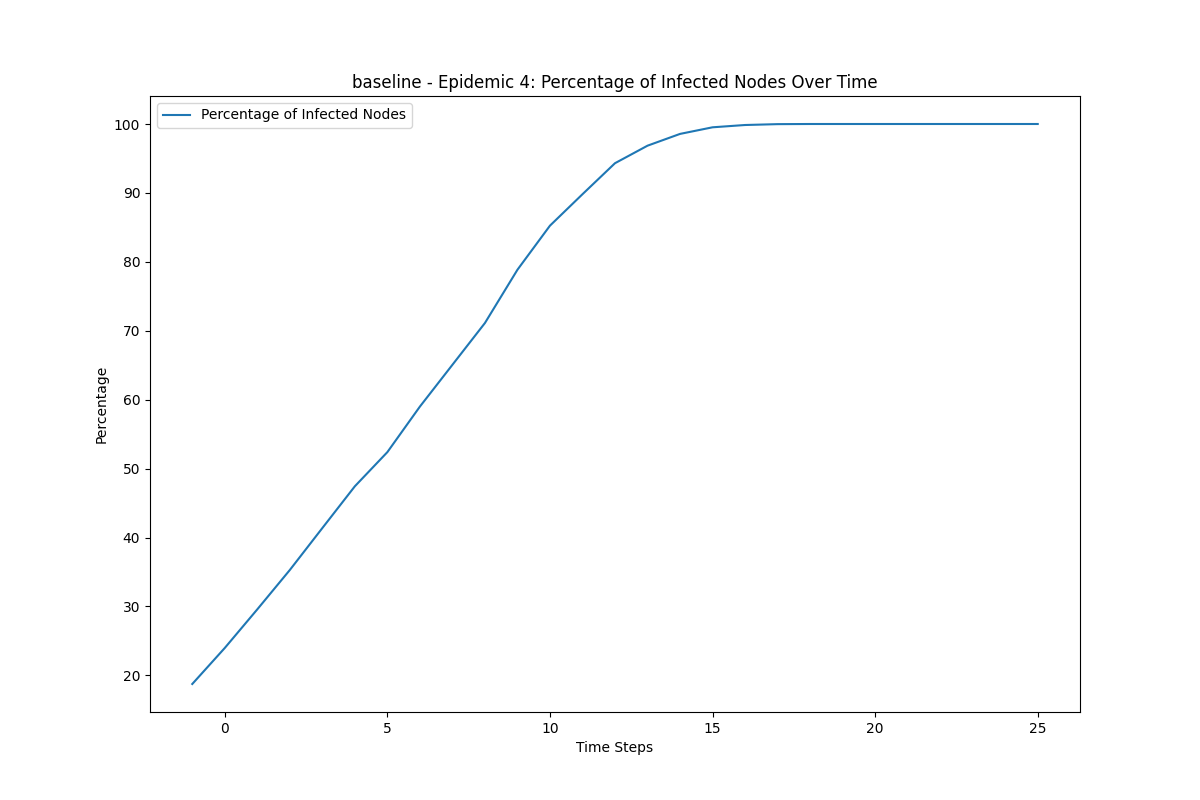 baseline - Epidemic 4: Percentage of Infected Nodes Over Time
Percentage of Infected Nodes
100
90
80
70
60
50
40
30
20
Percentage
0 5 10 15 20 25
Time Steps